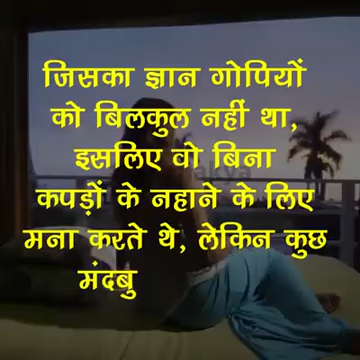 जिसका ज्ञान गोपियों
को बिलकुल नहीं था,
इसलिए वो बिना
कपड़ों के नहाने के लिए
मना करते थे, लेकिन कुछ
मंदबु